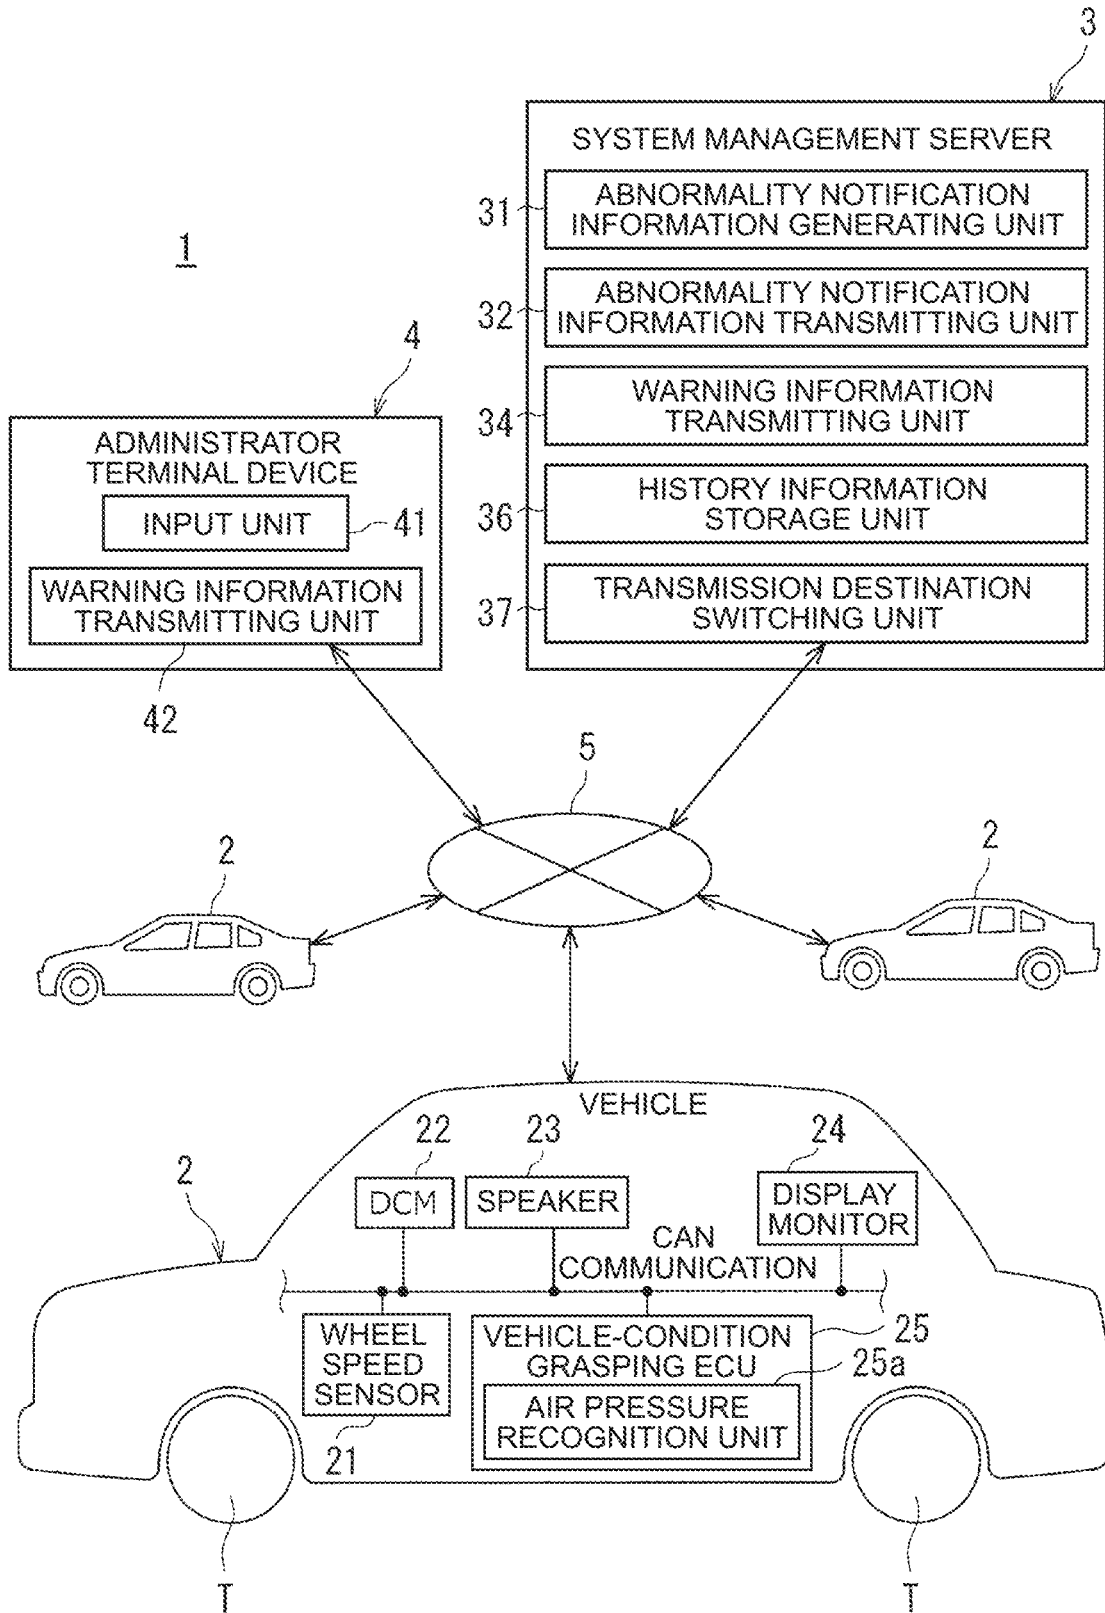 3
SYSTEM MANAGEMENT SERVER
31
ABNORMALITY NOTIFICATION
INFORMATION GENERATING UNIT
1
32
ABNORMALITY NOTIFICATION
INFORMATION TRANSMITTING UNIT
4
34
WARNING INFORMATION
TRANSMITTING UNIT
ADMINISTRATOR
TERMINAL DEVICE
INPUT UNIT
41
36
HISTORY INFORMATION
STORAGE UNIT
WARNING INFORMATION
TRANSMITTING UNIT
37
TRANSMISSION DESTINATION
SWITCHING UNIT
42
5
2
2
VEHICLE
22
23
24
2
DCM
SPEAKER
DISPLAY
MONITOR
CAN
COMMUNICATION
WHEEL
SPEED
SENSOR
VEHICLE-CONDITION
GRASPING ECU
25
25a
AIR PRESSURE
RECOGNITION UNIT
21
T
T